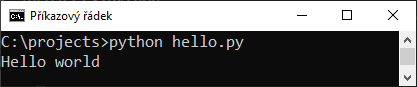 Příkazový řádek
C:\projects>python hello.py
Hello world